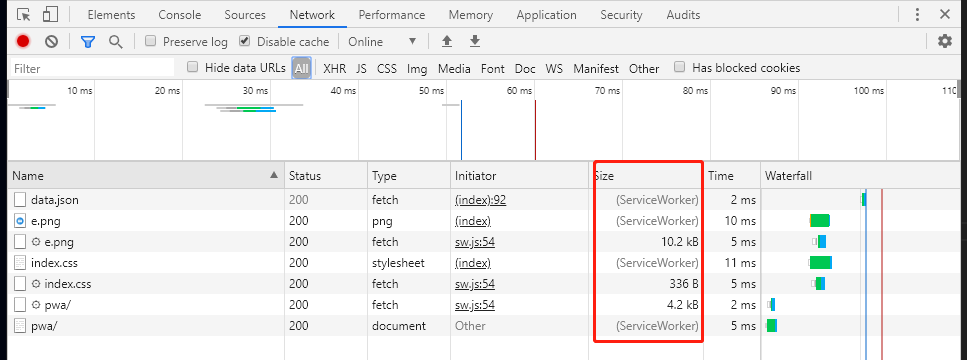 Elements Console Sources Network Performance Memory Application Security Audits
Preserve log Disable cache Online
Filter Hide data URLs All XHR JS CSS Img Media Font Doc WS Manifest Other Has blocked cookies
10 ms 20 ms 30 ms 40 ms 50 ms 60 ms 70 ms 80 ms 90 ms 100 ms 110
Name Status Type Initiator Size Time Waterfall
data.json 200 fetch (index):92 (ServiceWorker) 2 ms
e.png 200 png (index) (ServiceWorker) 10 ms
e.png 200 fetch sw.js:54 10.2 kB 5 ms
index.css 200 stylesheet (index) (ServiceWorker) 11 ms
index.css 200 fetch sw.js:54 336 B 5 ms
pwa/ 200 fetch sw.js:54 4.2 kB 2 ms
pwa/ 200 document Other (ServiceWorker) 5 ms